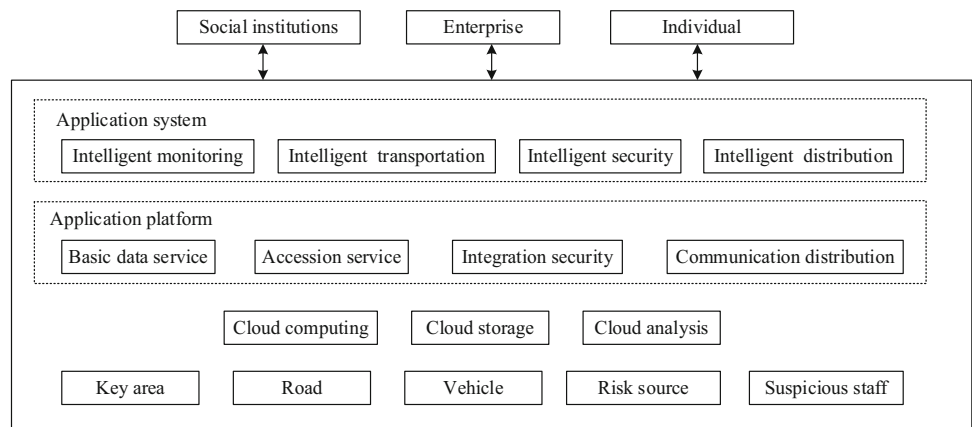 Social institutions Enterprise Individual
Application system
Intelligent monitoring Intelligent transportation Intelligent security Intelligent distribution
Application platform
Basic data service Accession service Integration security Communication distribution
Cloud computing Cloud storage Cloud analysis
Key area Road Vehicle Risk source Suspicious staff